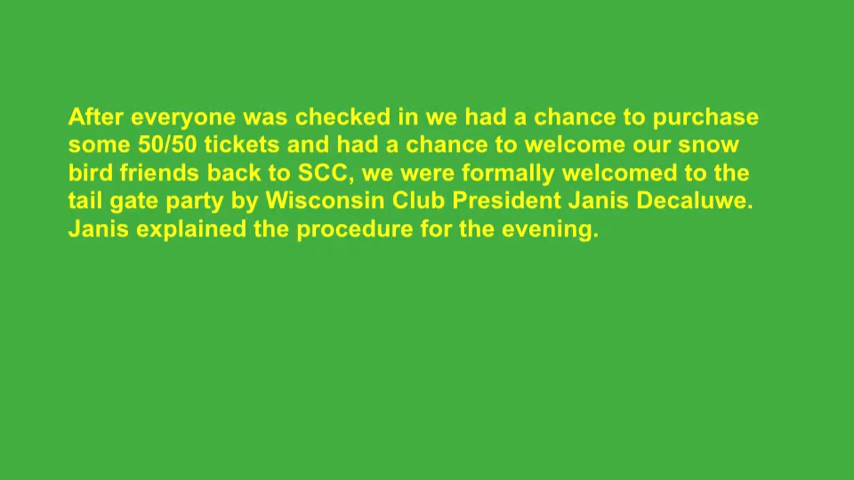 After everyone was checked in we had a chance to purchase
some 50/50 tickets and had a chance to welcome our snow
bird friends back to SCC, we were formally welcomed to the
tail gate party by Wisconsin Club President Janis Decaluwe.
Janis explained the procedure for the evening.